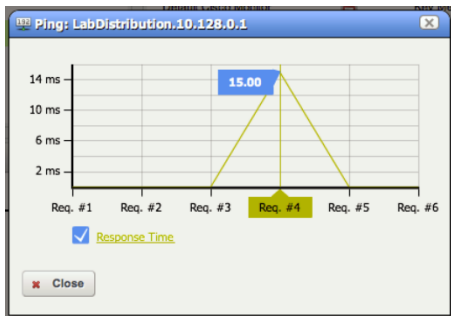 Ping: LabDistribution.10.128.0.1
15.00
14 ms
10 ms
6 ms
2 ms
Req. #1 Req. #2 Req. #3 Req. #4 Req. #5 Req. #6
Response Time
Close